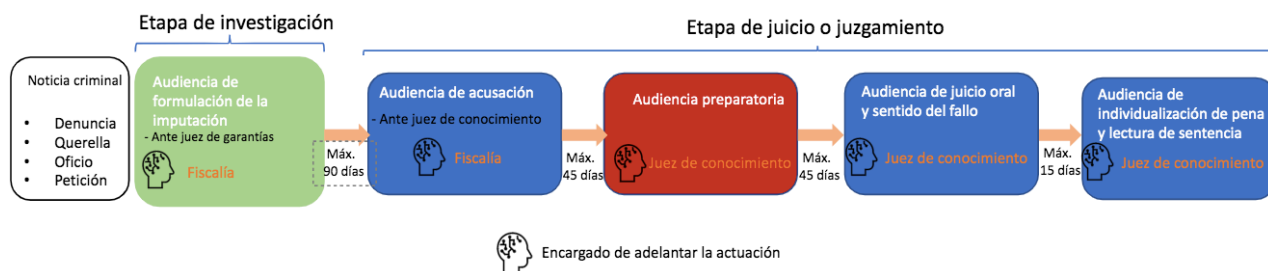 Etapa de investigación
Etapa de juicio o juzgamiento
Noticia criminal
• Denuncia
• Querella
• Oficio
• Petición
Audiencia de
formulación de la
imputación
- Ante juez de garantías
Fiscalía
Máx.
90 días
Audiencia de acusación
- Ante juez de conocimiento
Fiscalía
Máx.
45 días
Audiencia preparatoria
Juez de conocimiento
Máx.
45 días
Audiencia de juicio oral
y sentido del fallo
Juez de conocimiento
Máx.
15 días
Audiencia de
individualización de pena
y lectura de sentencia
Juez de conocimiento
Encargado de adelantar la actuación